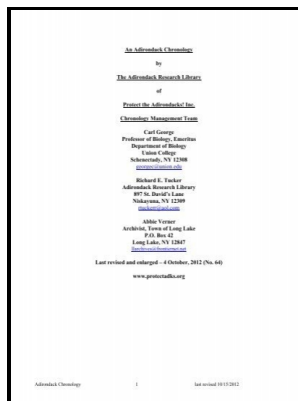 An Adirondack Chronology
by
The Adirondack Research Library
of
Protect the Adirondacks! Inc.
Chronology Management Team
Carl George
Professor of Biology, Emeritus
Department of Biology
Union College
Schenectady, NY 12308
georgec@union.edu
Richard E. Tucker
Adirondack Research Library
897 St. David's Lane
Niskayuna, NY 12309
Abbie Verner
Archivist, Town of Long Lake
P.O. Box 42
Long Lake, NY 12847
Last revised and enlarged – 4 October, 2012 (No. 64)
www.protectadks.org
Adirondack Chronology 1 last revised 10/15/2012